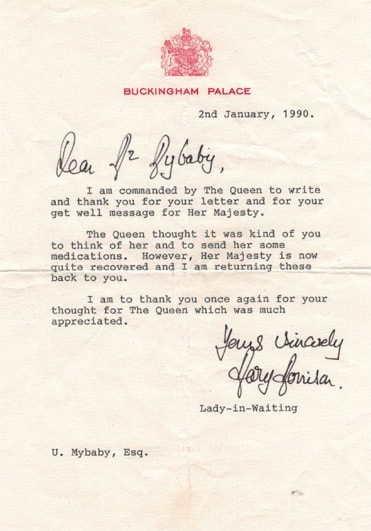 BUCKINGHAM PALACE
2nd January, 1990.
Dear Mr Mybaby,
I am commanded by The Queen to write
and thank you for your letter and for your
get well message for Her Majesty.
The Queen thought it was kind of you
to think of her and to send her some
medications. However, Her Majesty is now
quite recovered and I am returning these
back to you.
I am to thank you once again for your
thought for The Queen which was much
appreciated.
Yours sincerely
Mary Morrison.
Lady-in-Waiting
U. Mybaby, Esq.